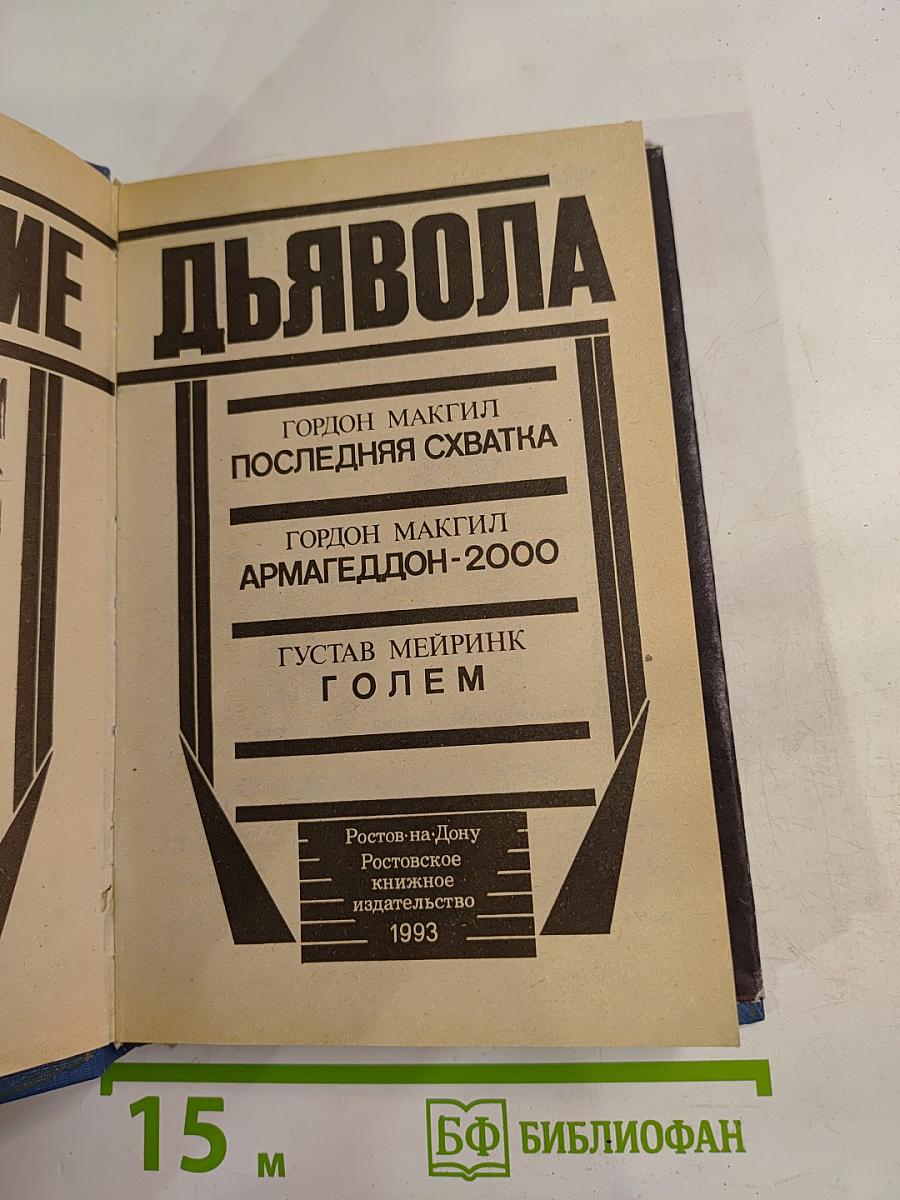 ИЕ
ДЬЯВОЛА
ГОРДОН МАКГИЛ
ПОСЛЕДНЯЯ СХВАТКА
ГОРДОН МАКГИЛ
АРМАГЕДДОН-2000
ГУСТАВ МЕЙРИНК
ГОЛЕМ
Ростов-на-Дону
Ростовское
книжное
издательство
1993
15 м
БФ БИБЛИОФАН